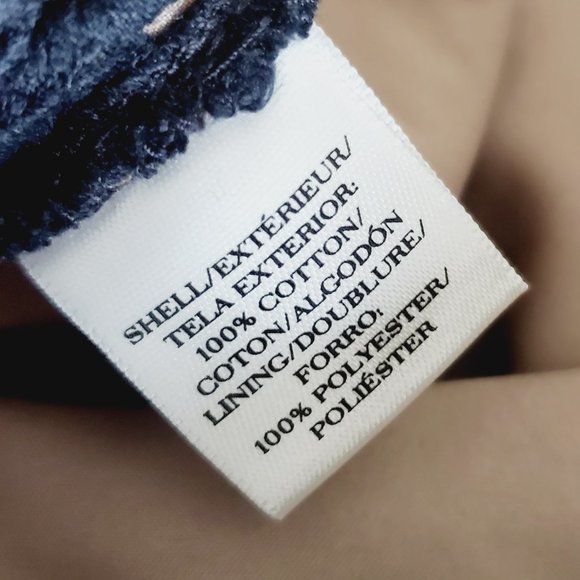 SHELL/EXTÉRIEUR/
TELA EXTERIOR:
100% COTTON/
COTON/ALGODÓN
LINING/DOUBLURE/
FORRO:
100% POLYESTER/
POLIÉSTER